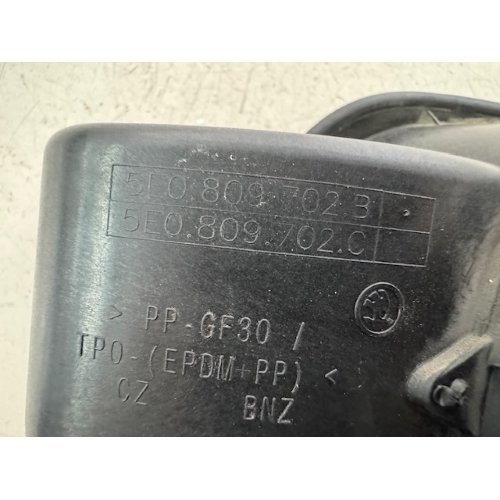 5E0.809.702.B
5E0.809.702.C
> PP-GF30 /
TPO-(EPDM+PP) <
CZ BNZ